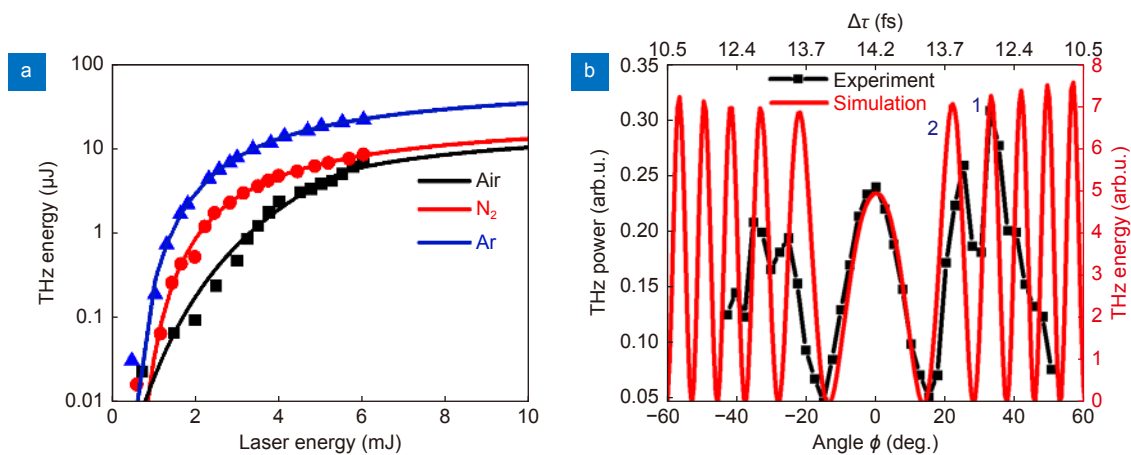 a
100
10
1
0.1
0.01
0
2
4
6
8
10
THz energy (μJ)
Laser energy (mJ)
Air
N₂
Ar
b
Δτ (fs)
10.5 12.4 13.7 14.2 13.7 12.4 10.5
0.35
0.30
0.25
0.20
0.15
0.10
0.05
THz power (arb.u.)
Experiment
Simulation
2
1
8
7
6
5
4
3
2
1
0
THz energy (arb.u.)
−60 −40 −20 0 20 40 60
Angle ϕ (deg.)